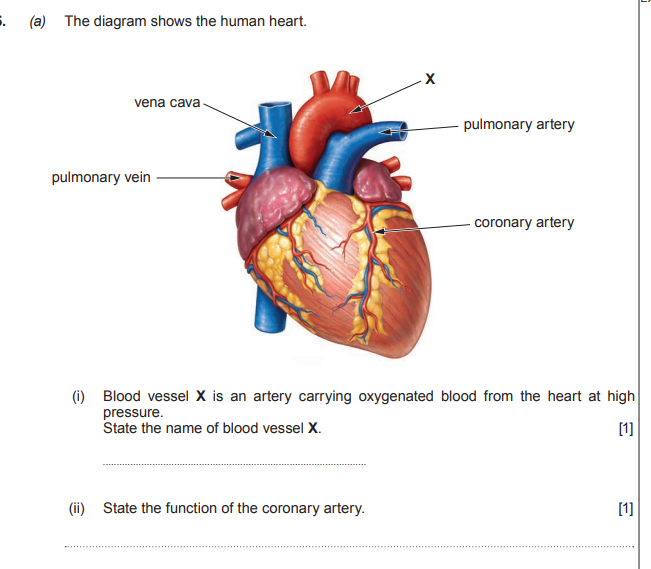 (a) The diagram shows the human heart.
X
vena cava
pulmonary artery
pulmonary vein
coronary artery
(i) Blood vessel X is an artery carrying oxygenated blood from the heart at high
pressure.
State the name of blood vessel X. [1]
(ii) State the function of the coronary artery. [1]